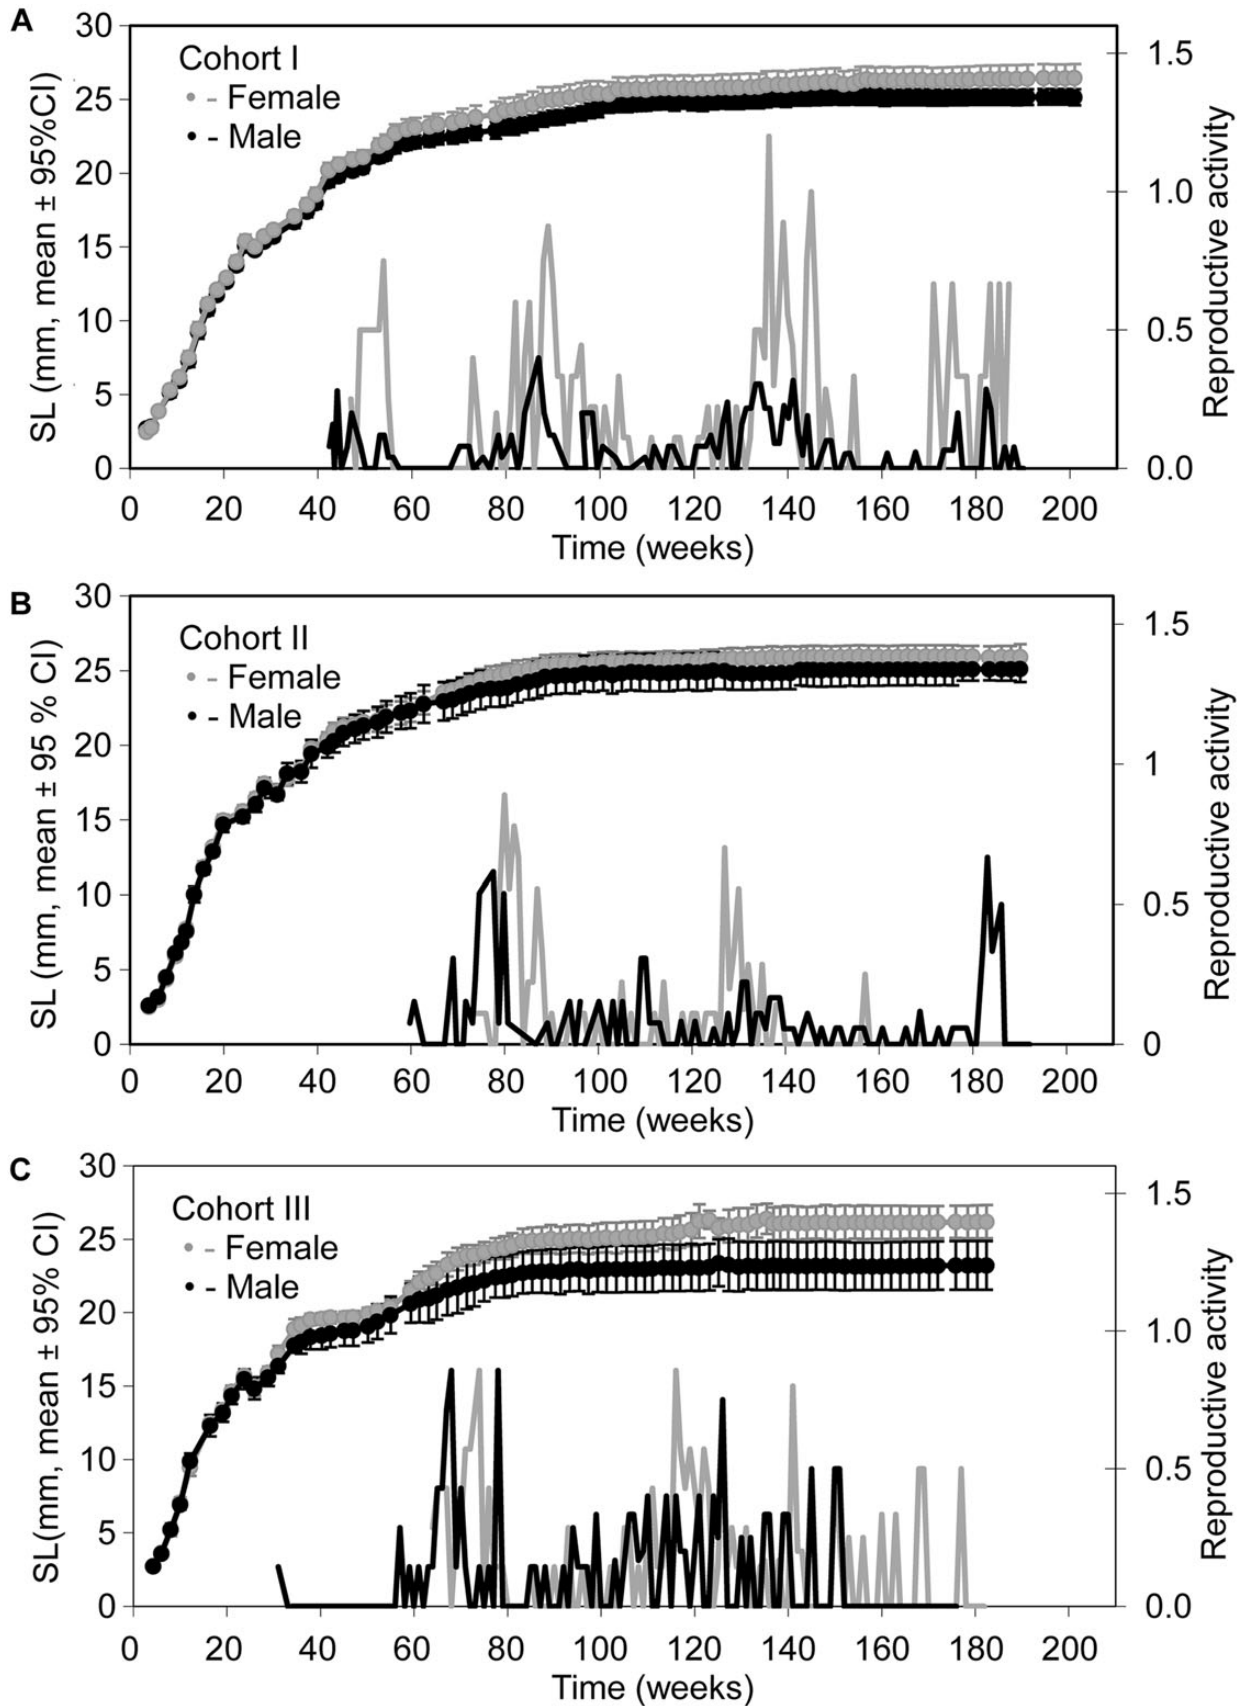 A
Cohort I
- Female
- Male
SL (mm, mean ± 95%CI)
Reproductive activity
30
25
20
15
10
5
0
1.5
1.0
0.5
0.0
0 20 40 60 80 100 120 140 160 180 200
Time (weeks)
B
Cohort II
- Female
- Male
SL (mm, mean ± 95 % CI)
Reproductive activity
30
25
20
15
10
5
0
1.5
1
0.5
0
0 20 40 60 80 100 120 140 160 180 200
Time (weeks)
C
Cohort III
- Female
- Male
SL(mm, mean ± 95% CI)
Reproductive activity
30
25
20
15
10
5
0
1.5
1.0
0.5
0.0
0 20 40 60 80 100 120 140 160 180 200
Time (weeks)